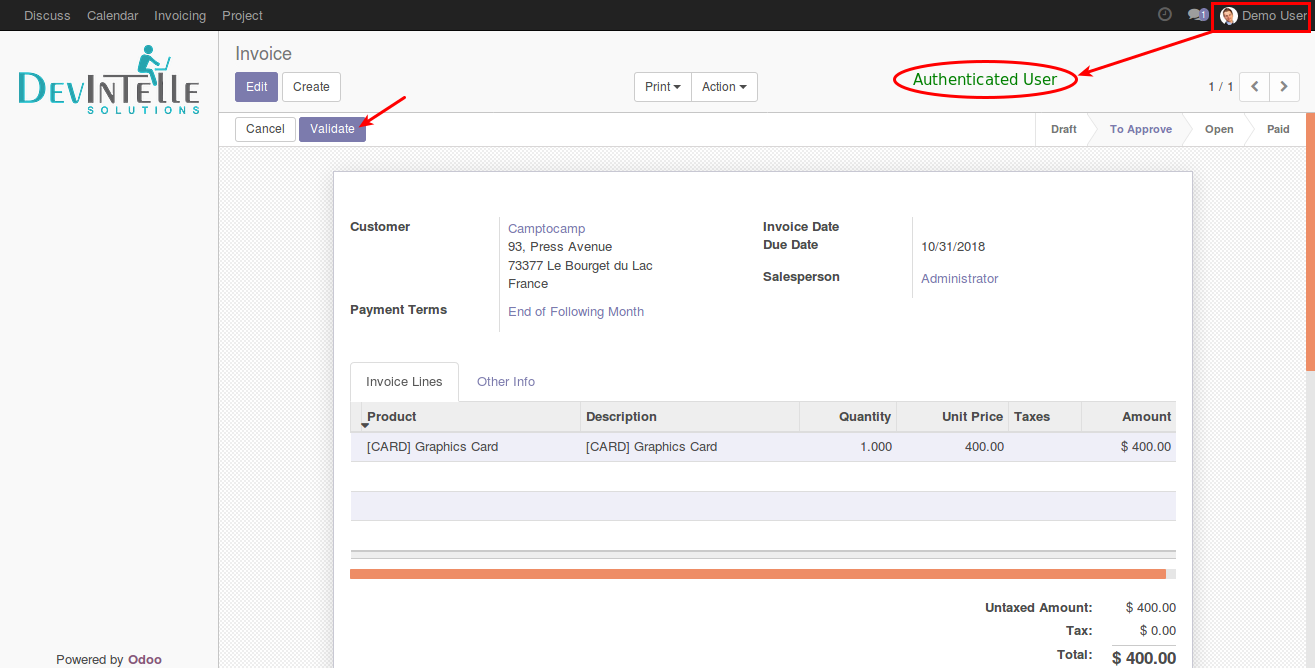 Discuss Calendar Invoicing Project 1 Demo User
DEVINTELLE
SOLUTIONS
Invoice
Edit Create Print Action Authenticated User 1 / 1
Cancel Validate Draft To Approve Open Paid
Customer Camptocamp
93, Press Avenue
73377 Le Bourget du Lac
France
Payment Terms End of Following Month
Invoice Date
Due Date 10/31/2018
Salesperson Administrator
Invoice Lines Other Info
Product Description Quantity Unit Price Taxes Amount
[CARD] Graphics Card [CARD] Graphics Card 1.000 400.00 $ 400.00
Untaxed Amount: $ 400.00
Tax: $ 0.00
Total: $ 400.00
Powered by Odoo